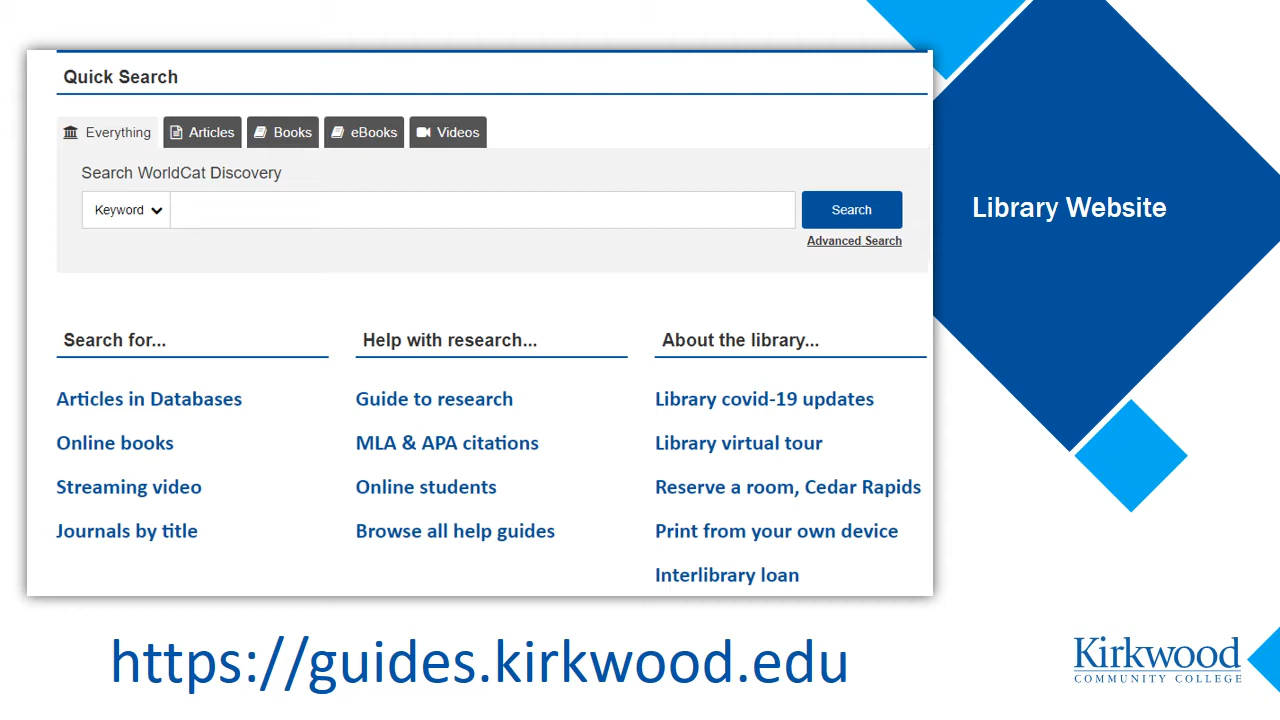 Quick Search
Everything Articles Books eBooks Videos
Search WorldCat Discovery
Keyword Search
Advanced Search
Library Website
Search for...
Articles in Databases
Online books
Streaming video
Journals by title
Help with research...
Guide to research
MLA & APA citations
Online students
Browse all help guides
About the library...
Library covid-19 updates
Library virtual tour
Reserve a room, Cedar Rapids
Print from your own device
Interlibrary loan
https://guides.kirkwood.edu
Kirkwood
COMMUNITY COLLEGE